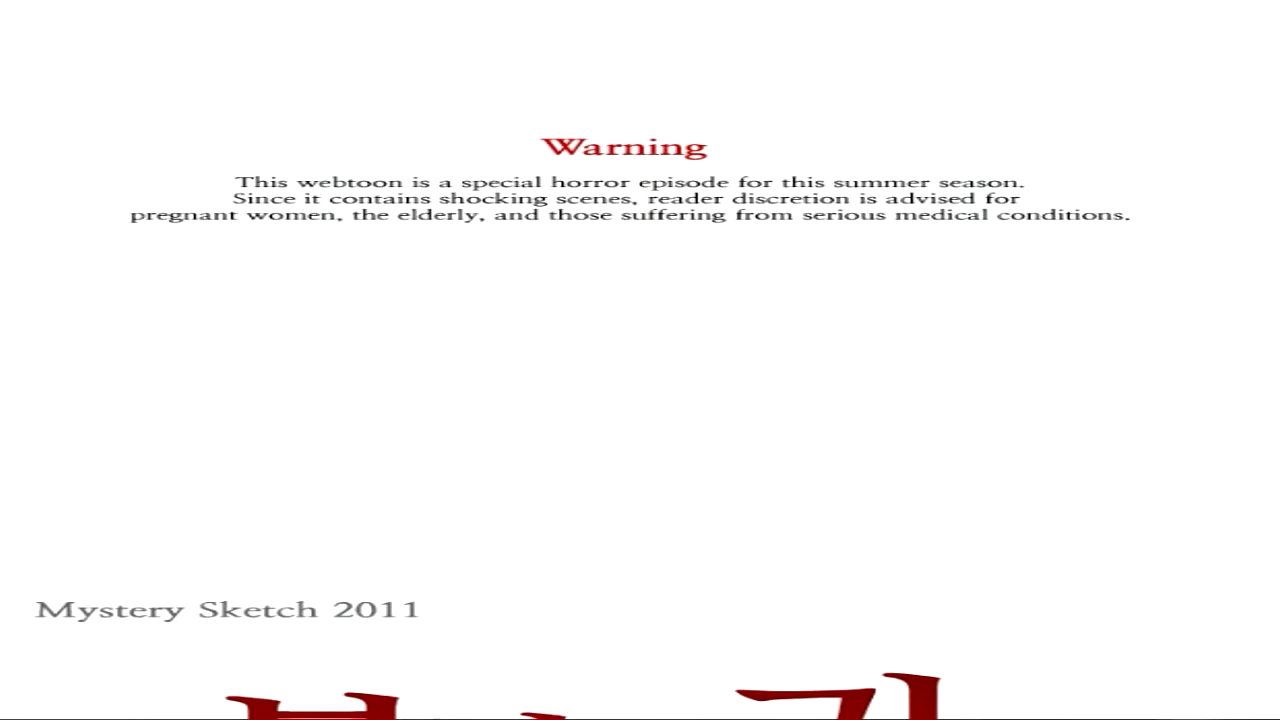 Warning
This webtoon is a special horror episode for this summer season.
Since it contains shocking scenes, reader discretion is advised for
pregnant women, the elderly, and those suffering from serious medical conditions.
Mystery Sketch 2011